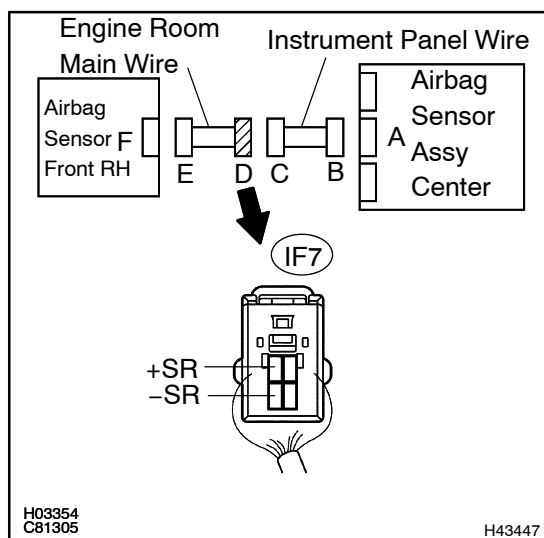 Engine Room
Main Wire
Instrument Panel Wire
Airbag
Sensor F
Front RH
E
D
C
B
A
Airbag
Sensor
Assy
Center
IF7
+SR
−SR
H03354
C81305
H43447